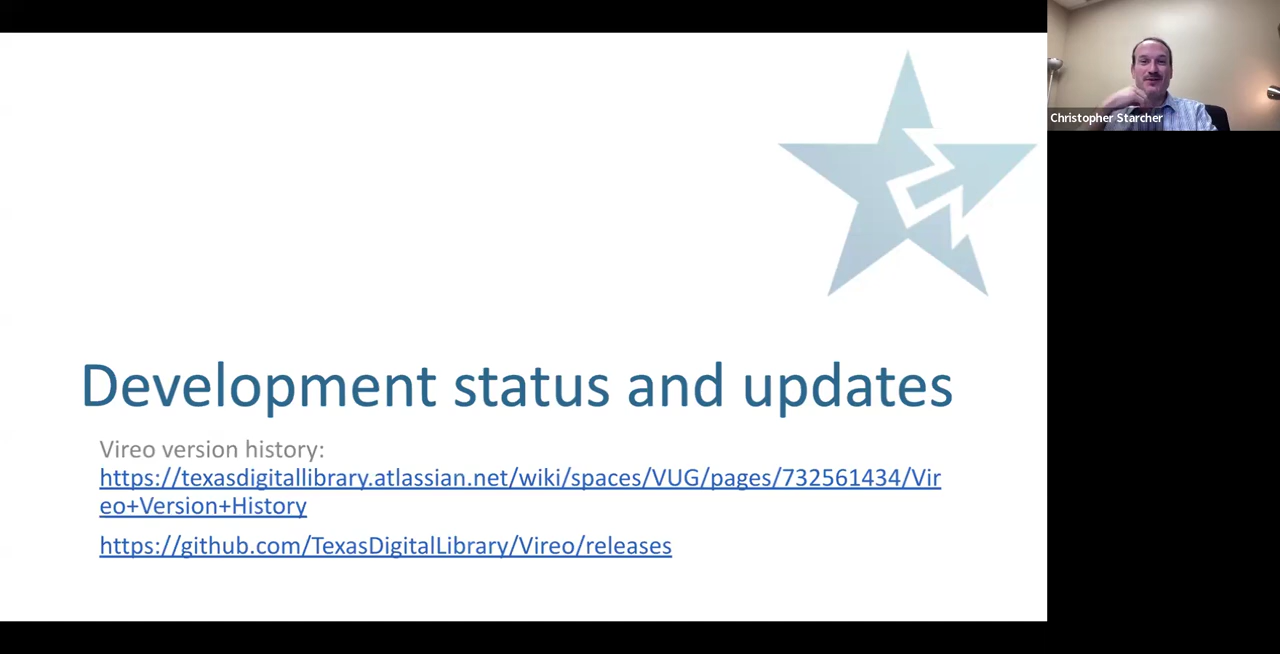 Christopher Starcher
Development status and updates
Vireo version history:
https://texasdigitallibrary.atlassian.net/wiki/spaces/VUG/pages/732561434/Vir
eo+Version+History
https://github.com/TexasDigitalLibrary/Vireo/releases